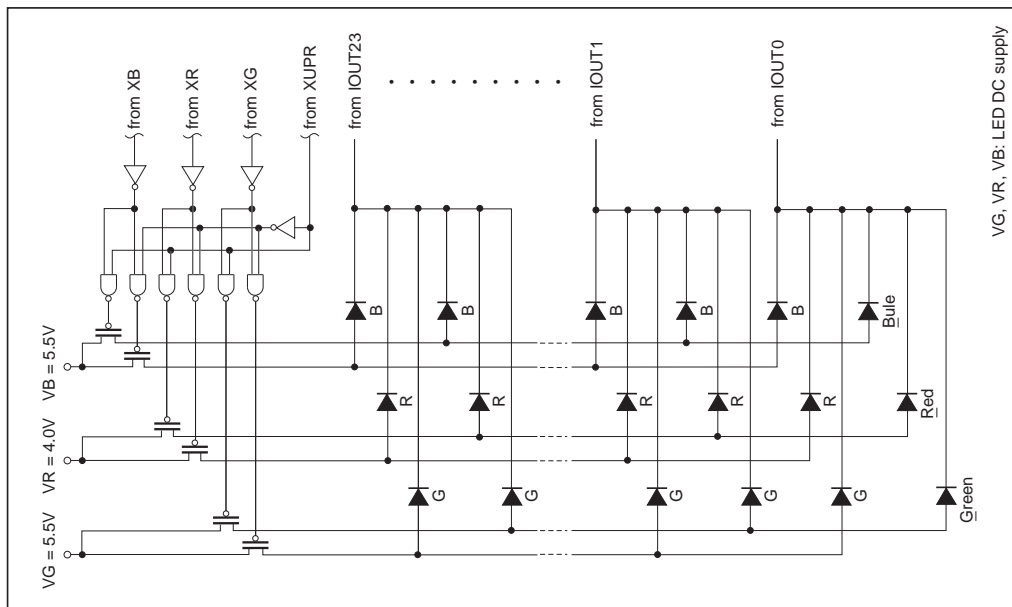 VG, VR, VB: LED DC supply
VB = 5.5V
VR = 4.0V
VG = 5.5V
from XB
from XR
from XG
from XUPR
from IOUT23
from IOUT1
from IOUT0
B
B
B
B
B
Bule
R
R
R
R
R
Red
G
G
G
G
G
Green